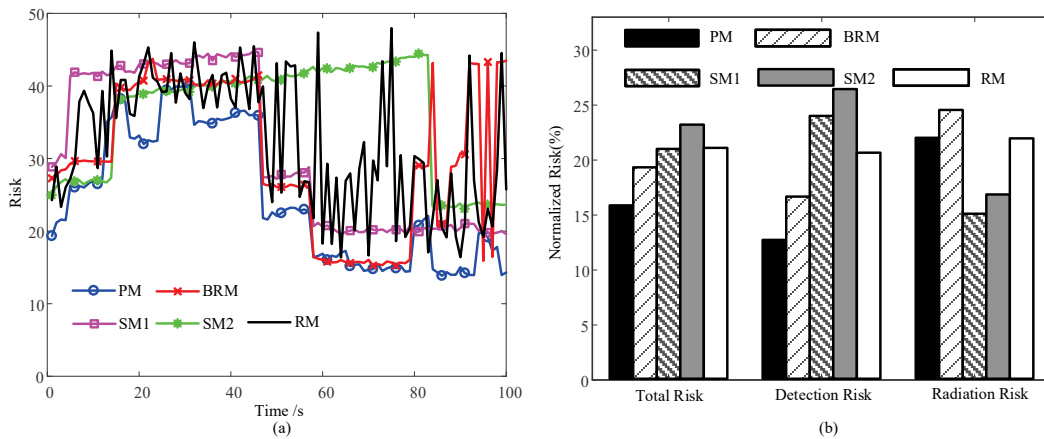 50
40
30
20
10
0
Risk
PM
BRM
SM1
SM2
RM
0
20
40
60
80
100
Time /s
(a)
30
25
20
15
10
5
0
Normalized Risk(%)
PM
BRM
SM1
SM2
RM
Total Risk
Detection Risk
Radiation Risk
(b)